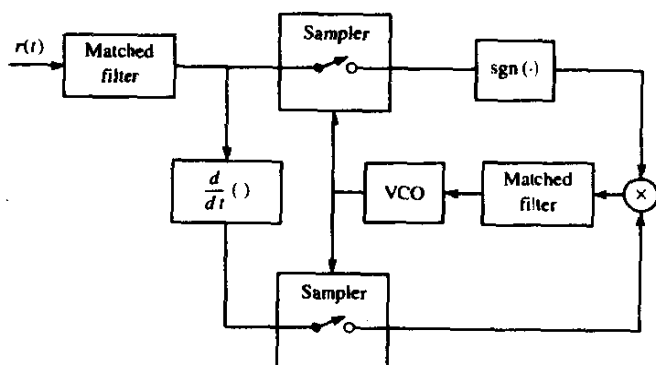 Sampler
r(t)
Matched
filter
sgn (·)
d
dt
()
VCO
Matched
filter
×
Sampler